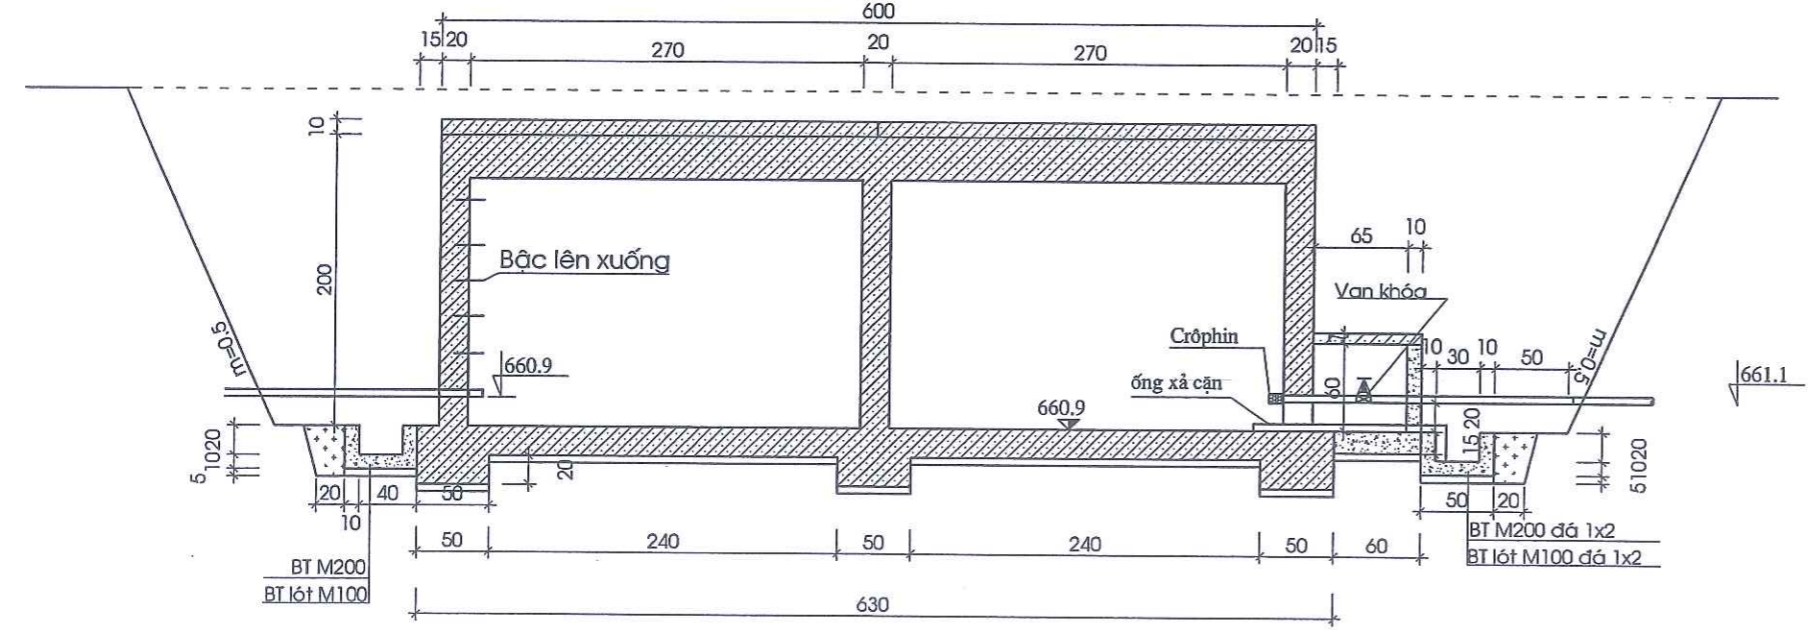 600
15 20 270 20 270 20 15
10
200
65 10
Bậc lên xuống
Van khóa
m=0,5
Crôphin
10 30 10 50
m=0,5
660.9
ống xả cặn
60
661.1
660.9
20
15
5 10 20
20
5 10 20
20 40 50
10
50 20
50 240 50 240 50 60
BT M200 đá 1x2
BT lót M100 đá 1x2
BT M200
BT lót M100
630